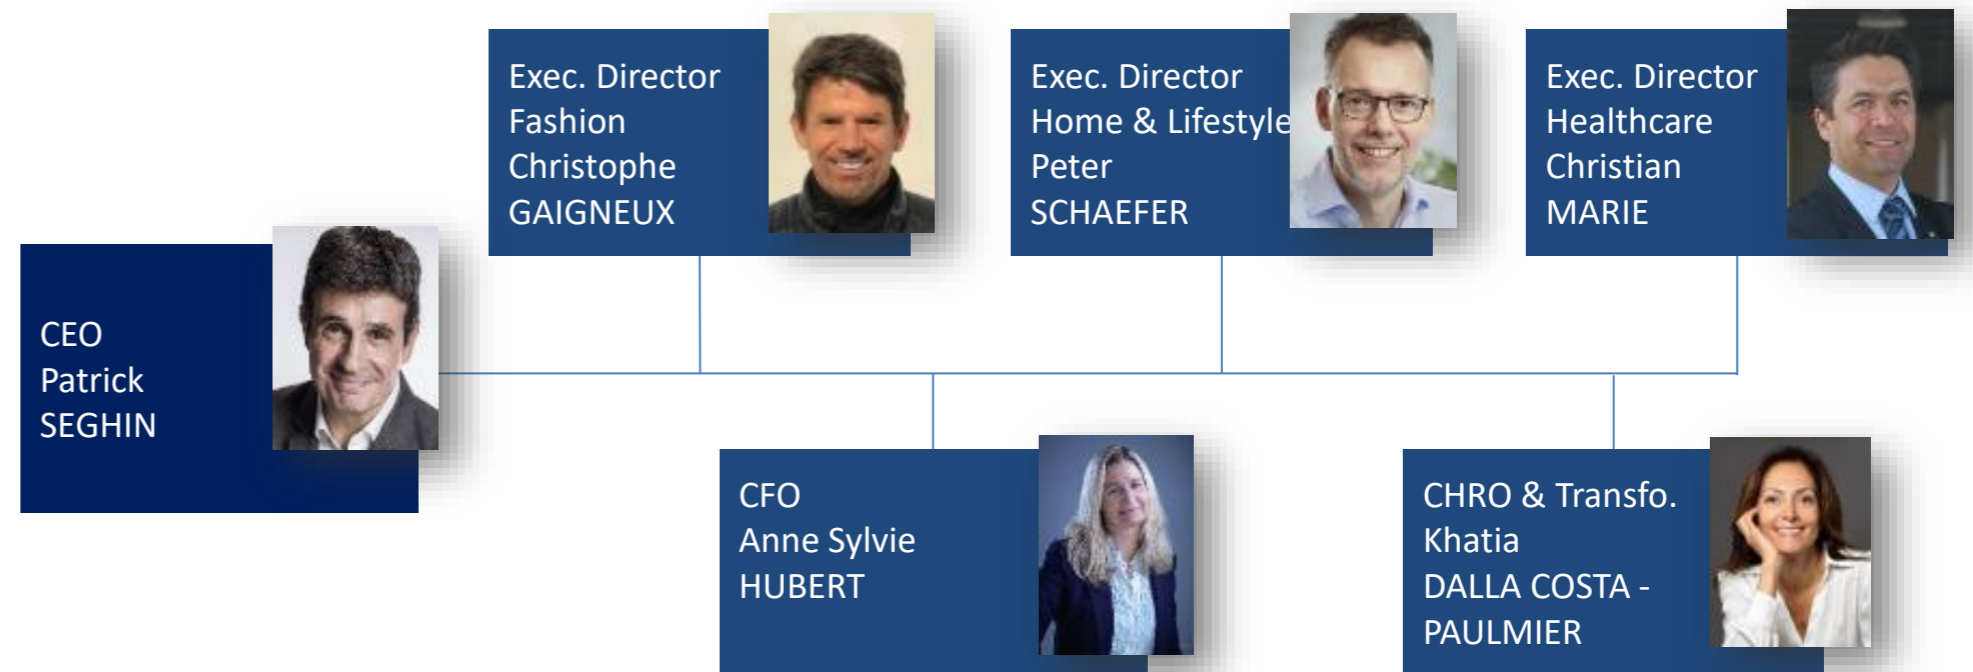 Exec. Director
Fashion
Christophe
GAIGNEUX
Exec. Director
Home & Lifestyle
Peter
SCHAEFER
Exec. Director
Healthcare
Christian
MARIE
CEO
Patrick
SEGHIN
CFO
Anne Sylvie
HUBERT
CHRO & Transfo.
Khatia
DALLA COSTA -
PAULMIER